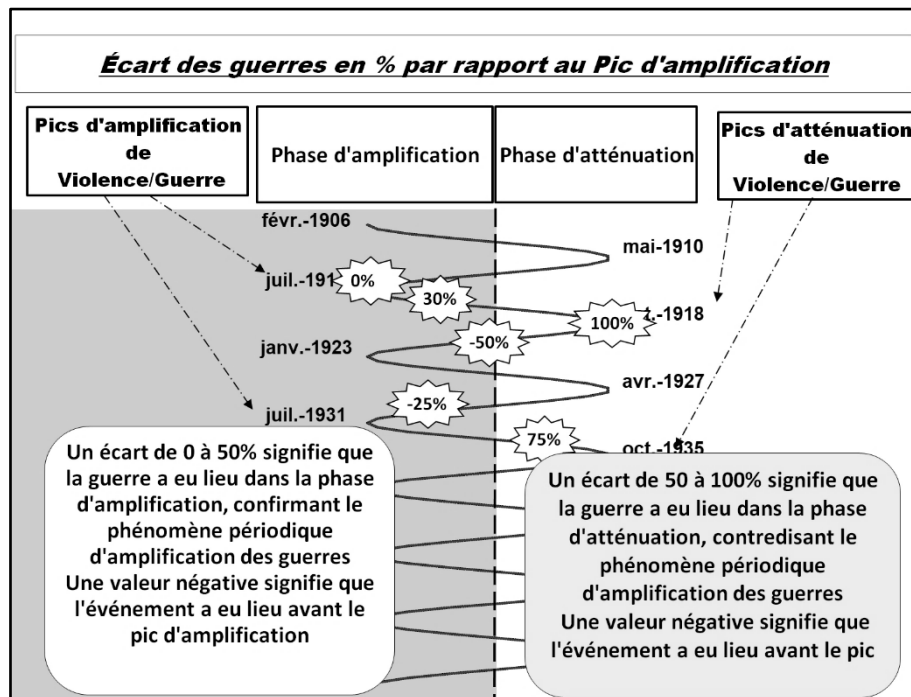 Écart des guerres en % par rapport au Pic d'amplification
Pics d'amplification
de
Violence/Guerre
Phase d'amplification
Phase d'atténuation
Pics d'atténuation
de
Violence/Guerre
févr.-1906
mai-1910
juil.-191
0%
30%
100%
.-1918
-50%
janv.-1923
avr.-1927
-25%
juil.-1931
75%
oct.-1935
Un écart de 0 à 50% signifie que
la guerre a eu lieu dans la phase
d'amplification, confirmant le
phénomène périodique
d'amplification des guerres
Une valeur négative signifie que
l'événement a eu lieu avant le
pic d'amplification
Un écart de 50 à 100% signifie que
la guerre a eu lieu dans la phase
d'atténuation, contredisant le
phénomène périodique
d'amplification des guerres
Une valeur négative signifie que
l'événement a eu lieu avant le pic